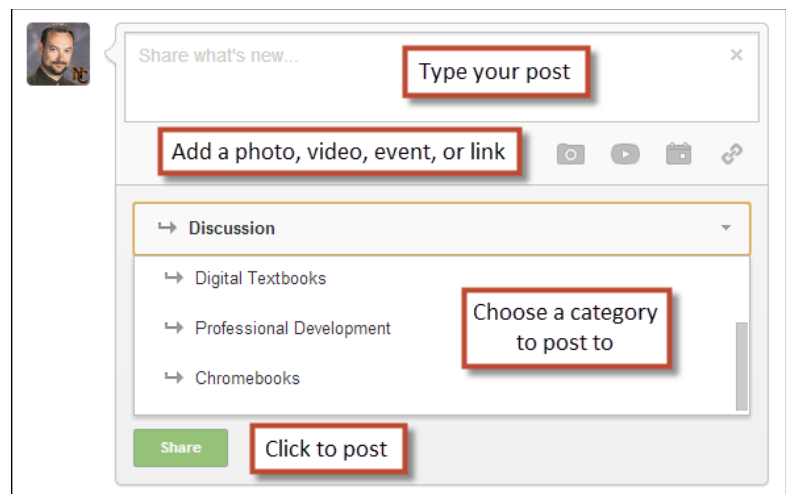 NC
Share what's new...
Type your post
Add a photo, video, event, or link
Discussion
Digital Textbooks
Choose a category
to post to
Professional Development
Chromebooks
Share
Click to post